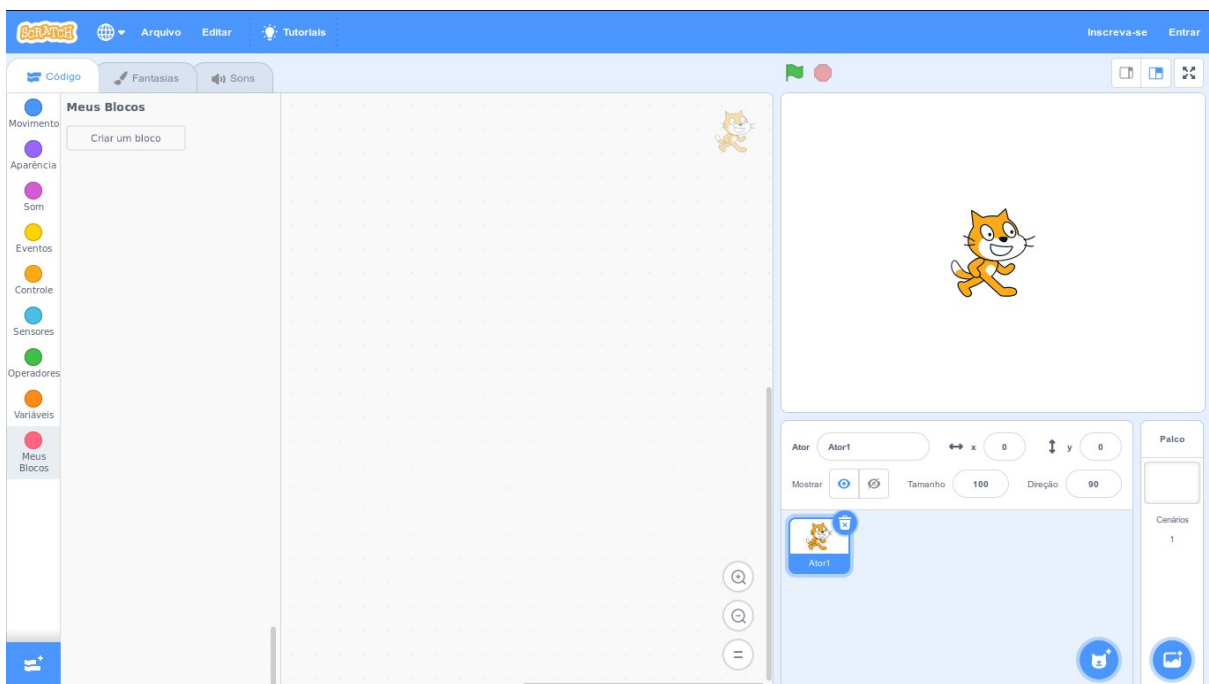 SCRATCH
Arquivo
Editar
Tutoriais
Inscreva-se
Entrar
Código
Fantasias
Sons
Movimento
Aparência
Som
Eventos
Controle
Sensores
Operadores
Variáveis
Meus
Blocos
Meus Blocos
Criar um bloco
Ator
Ator1
x
0
y
0
Mostrar
Tamanho
100
Direção
90
Ator1
Palco
Cenários
1